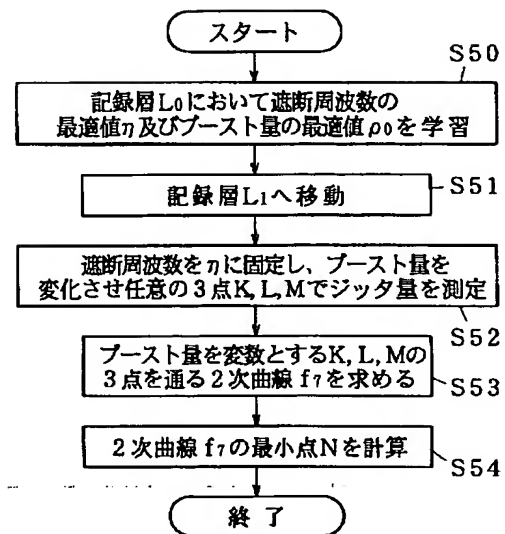 スタート
S50
記録層L0において遮断周波数の
最適値η及びブースト量の最適値ρ0を学習
記録層L1へ移動
S51
遮断周波数をηに固定し、ブースト量を
変化させ任意の3点K, L, Mでジッタ量を測定
S52
ブースト量を変数とするK, L, Mの
3点を通る2次曲線 f7を求める
S53
2次曲線 f7の最小点Nを計算
S54
終 了